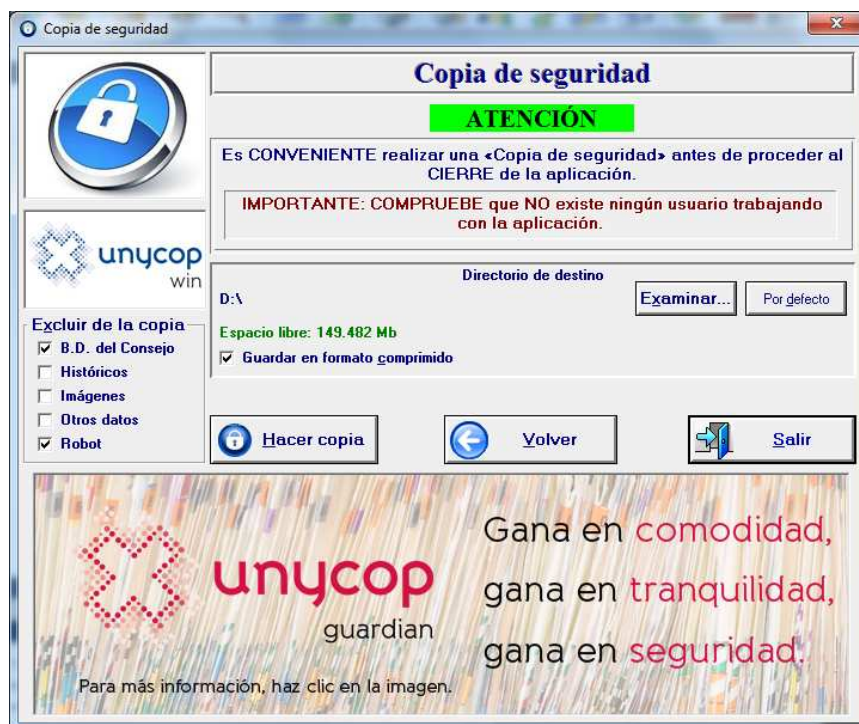 Copia de seguridad
Copia de seguridad
ATENCIÓN
Es CONVENIENTE realizar una «Copia de seguridad» antes de proceder al
CIERRE de la aplicación.
IMPORTANTE: COMPRUEBE que NO existe ningún usuario trabajando
con la aplicación.
unycop
win
Directorio de destino
D:\
Examinar...
Por defecto
Espacio libre: 149.482 Mb
Guardar en formato comprimido
Excluir de la copia
B.D. del Consejo
Históricos
Imágenes
Otros datos
Robot
Hacer copia
Volver
Salir
unycop
guardian
Para más información, haz clic en la imagen.
Gana en comodidad,
gana en tranquilidad,
gana en seguridad.